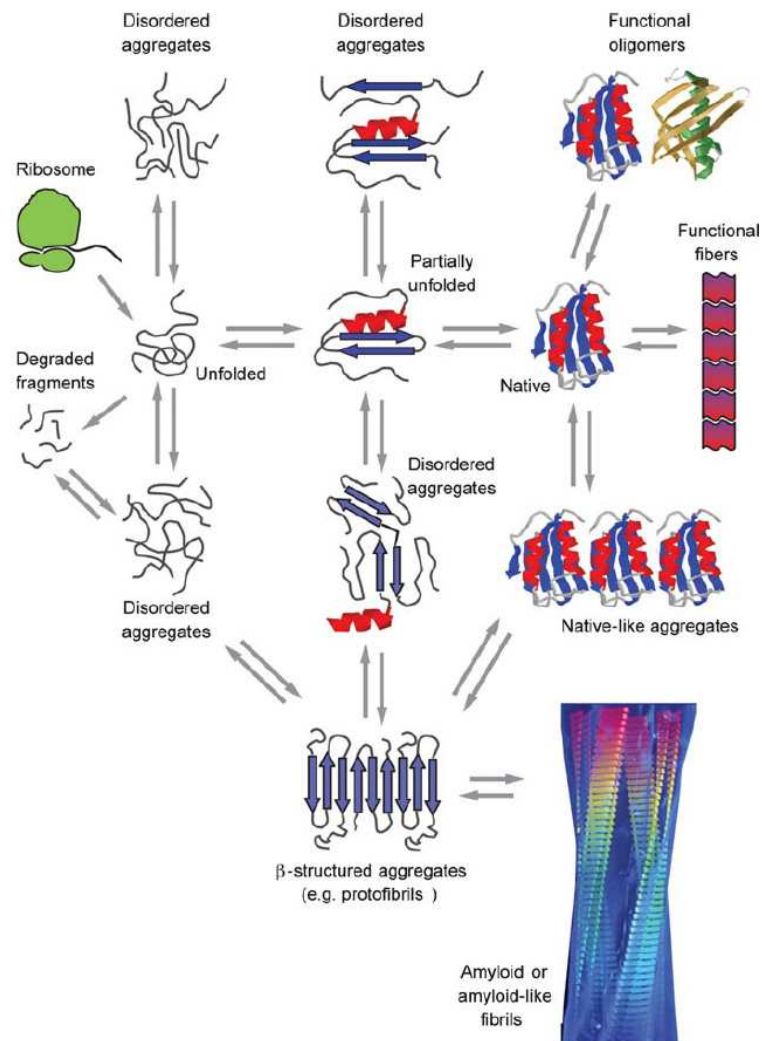 Disordered
aggregates
Disordered
aggregates
Functional
oligomers
Ribosome
Functional
fibers
Partially
unfolded
Degraded
fragments
Unfolded
Native
Disordered
aggregates
Disordered
aggregates
Native-like aggregates
β-structured aggregates
(e.g. protofibrils )
Amyloid or
amyloid-like
fibrils